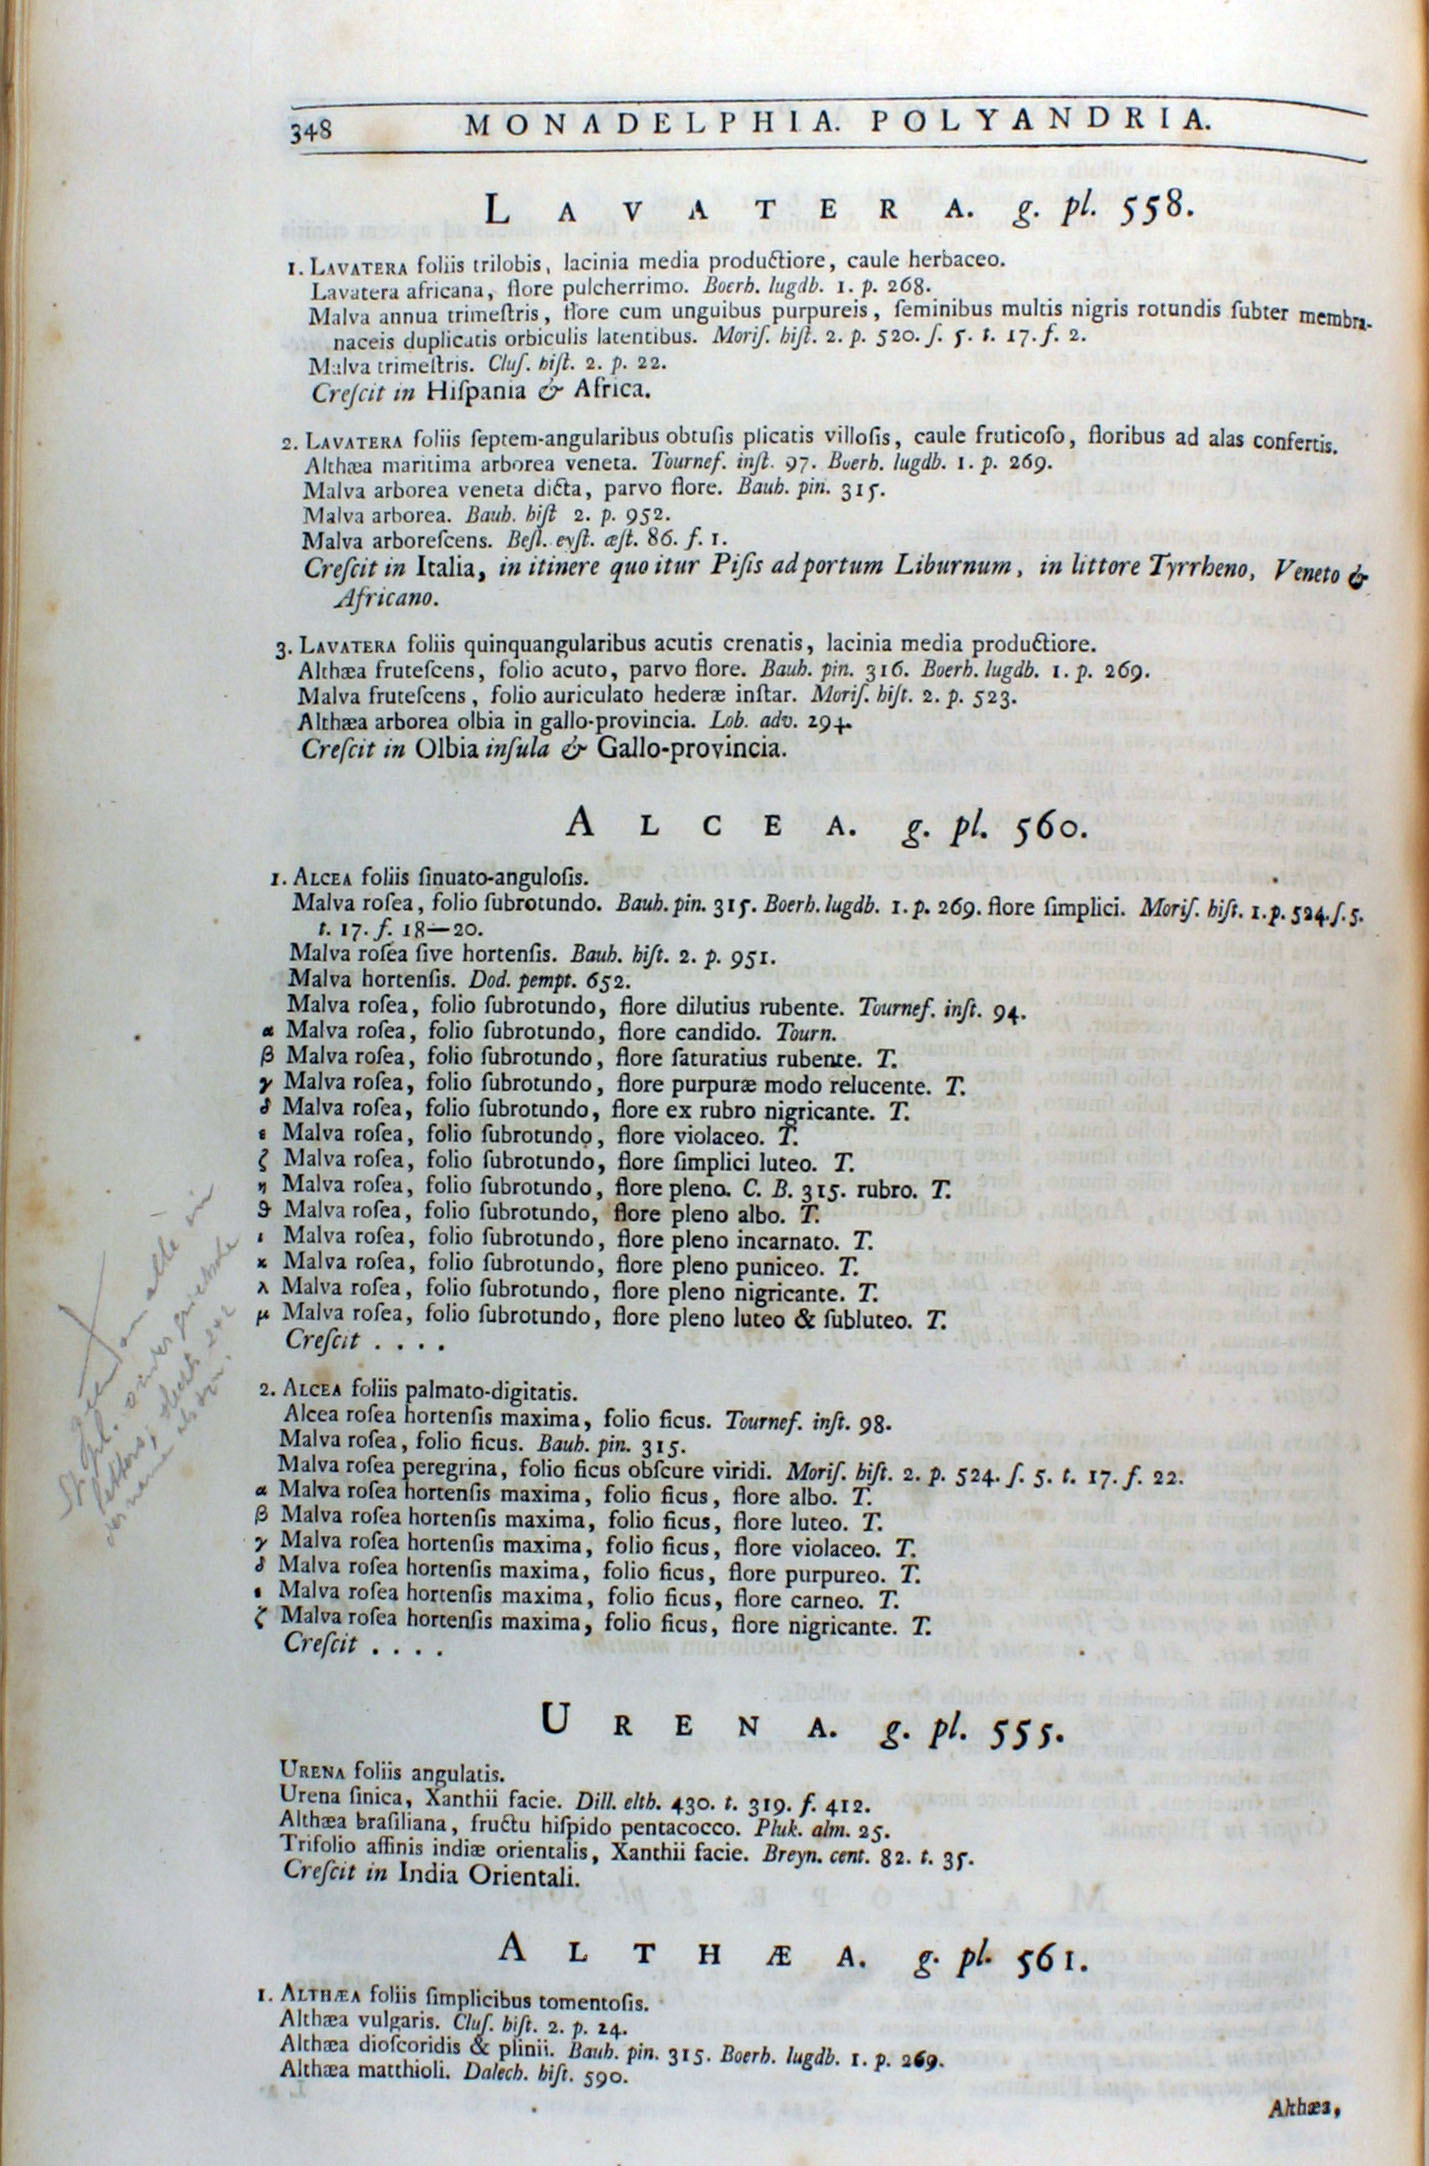 348 MONADELPHIA. POLYANDRIA.
LAVATERA. g. pl. 558.
1. LAVATERA foliis trilobis, lacinia media productiore, caule herbaceo.
Lavatera africana, flore pulcherrimo. Boerh. lugdb. 1. p. 268.
Malva annua trimeſtris, flore cum unguibus purpureis, ſeminibus multis nigris rotundis ſubter membra-
naceis duplicatis orbiculis latentibus. Moriſ. hiſt. 2. p. 520. ſ. 5. t. 17. f. 2.
Malva trimeſtris. Cluſ. hiſt. 2. p. 22.
Creſcit in Hiſpania & Africa.
2. LAVATERA foliis ſeptem-angularibus obtuſis plicatis villoſis, caule fruticoſo, floribus ad alas confertis.
Althæa maritima arborea veneta. Tournef. inſt. 97. Boerh. lugdb. 1. p. 269.
Malva arborea veneta dicta, parvo flore. Bauh. pin. 315.
Malva arborea. Bauh. hiſt 2. p. 952.
Malva arboreſcens. Beſl. eyſt. æſt. 86. f. 1.
Creſcit in Italia, in itinere quo itur Piſis ad portum Liburnum, in littore Tyrrheno, Veneto &
Africano.
3. LAVATERA foliis quinquangularibus acutis crenatis, lacinia media productiore.
Althæa fruteſcens, folio acuto, parvo flore. Bauh. pin. 316. Boerh. lugdb. 1. p. 269.
Malva fruteſcens, folio auriculato hederæ inſtar. Moriſ. hiſt. 2. p. 523.
Althæa arborea olbia in gallo-provincia. Lob. adv. 294.
Creſcit in Olbia inſula & Gallo-provincia.
ALCEA. g. pl. 560.
1. ALCEA foliis ſinuato-anguloſis.
Malva roſea, folio ſubrotundo. Bauh. pin. 315. Boerh. lugdb. 1. p. 269. flore ſimplici. Moriſ. hiſt. 1. p. 524. ſ. 5.
t. 17. f. 18—20.
Malva roſea ſive hortenſis. Bauh. hiſt. 2. p. 951.
Malva hortenſis. Dod. pempt. 652.
Malva roſea, folio ſubrotundo, flore dilutius rubente. Tournef. inſt. 94.
α Malva roſea, folio ſubrotundo, flore candido. Tourn.
β Malva roſea, folio ſubrotundo, flore ſaturatius rubente. T.
γ Malva roſea, folio ſubrotundo, flore purpuræ modo relucente. T.
δ Malva roſea, folio ſubrotundo, flore ex rubro nigricante. T.
ε Malva roſea, folio ſubrotundo, flore violaceo. T.
ζ Malva roſea, folio ſubrotundo, flore ſimplici luteo. T.
η Malva roſea, folio ſubrotundo, flore pleno. C. B. 315. rubro. T.
ϑ Malva roſea, folio ſubrotundo, flore pleno albo. T.
ι Malva roſea, folio ſubrotundo, flore pleno incarnato. T.
κ Malva roſea, folio ſubrotundo, flore pleno puniceo. T.
λ Malva roſea, folio ſubrotundo, flore pleno nigricante. T.
μ Malva roſea, folio ſubrotundo, flore pleno luteo & ſubluteo. T.
Creſcit . . . .
2. ALCEA foliis palmato-digitatis.
Alcea roſea hortenſis maxima, folio ficus. Tournef. inſt. 98.
Malva roſea, folio ficus. Bauh. pin. 315.
Malva roſea peregrina, folio ficus obſcure viridi. Moriſ. hiſt. 2. p. 524. ſ. 5. t. 17. f. 22.
α Malva roſea hortenſis maxima, folio ficus, flore albo. T.
β Malva roſea hortenſis maxima, folio ficus, flore luteo. T.
γ Malva roſea hortenſis maxima, folio ficus, flore violaceo. T.
δ Malva roſea hortenſis maxima, folio ficus, flore purpureo. T.
ε Malva roſea hortenſis maxima, folio ficus, flore carneo. T.
ζ Malva roſea hortenſis maxima, folio ficus, flore nigricante. T.
Creſcit . . . .
URENA. g. pl. 555.
URENA foliis angulatis.
Urena ſinica, Xanthii facie. Dill. elth. 430. t. 319. f. 412.
Althæa braſiliana, fructu hiſpido pentacocco. Pluk. alm. 25.
Trifolio affinis indiæ orientalis, Xanthii facie. Breyn. cent. 82. t. 35.
Creſcit in India Orientali.
ALTHÆA. g. pl. 561.
1. ALTHÆA foliis ſimplicibus tomentoſis.
Althæa vulgaris. Cluſ. hiſt. 2. p. 24.
Althæa dioſcoridis & plinii. Bauh. pin. 315. Boerh. lugdb. 1. p. 269.
Althæa matthioli. Dalech. hiſt. 590.
Althæa,